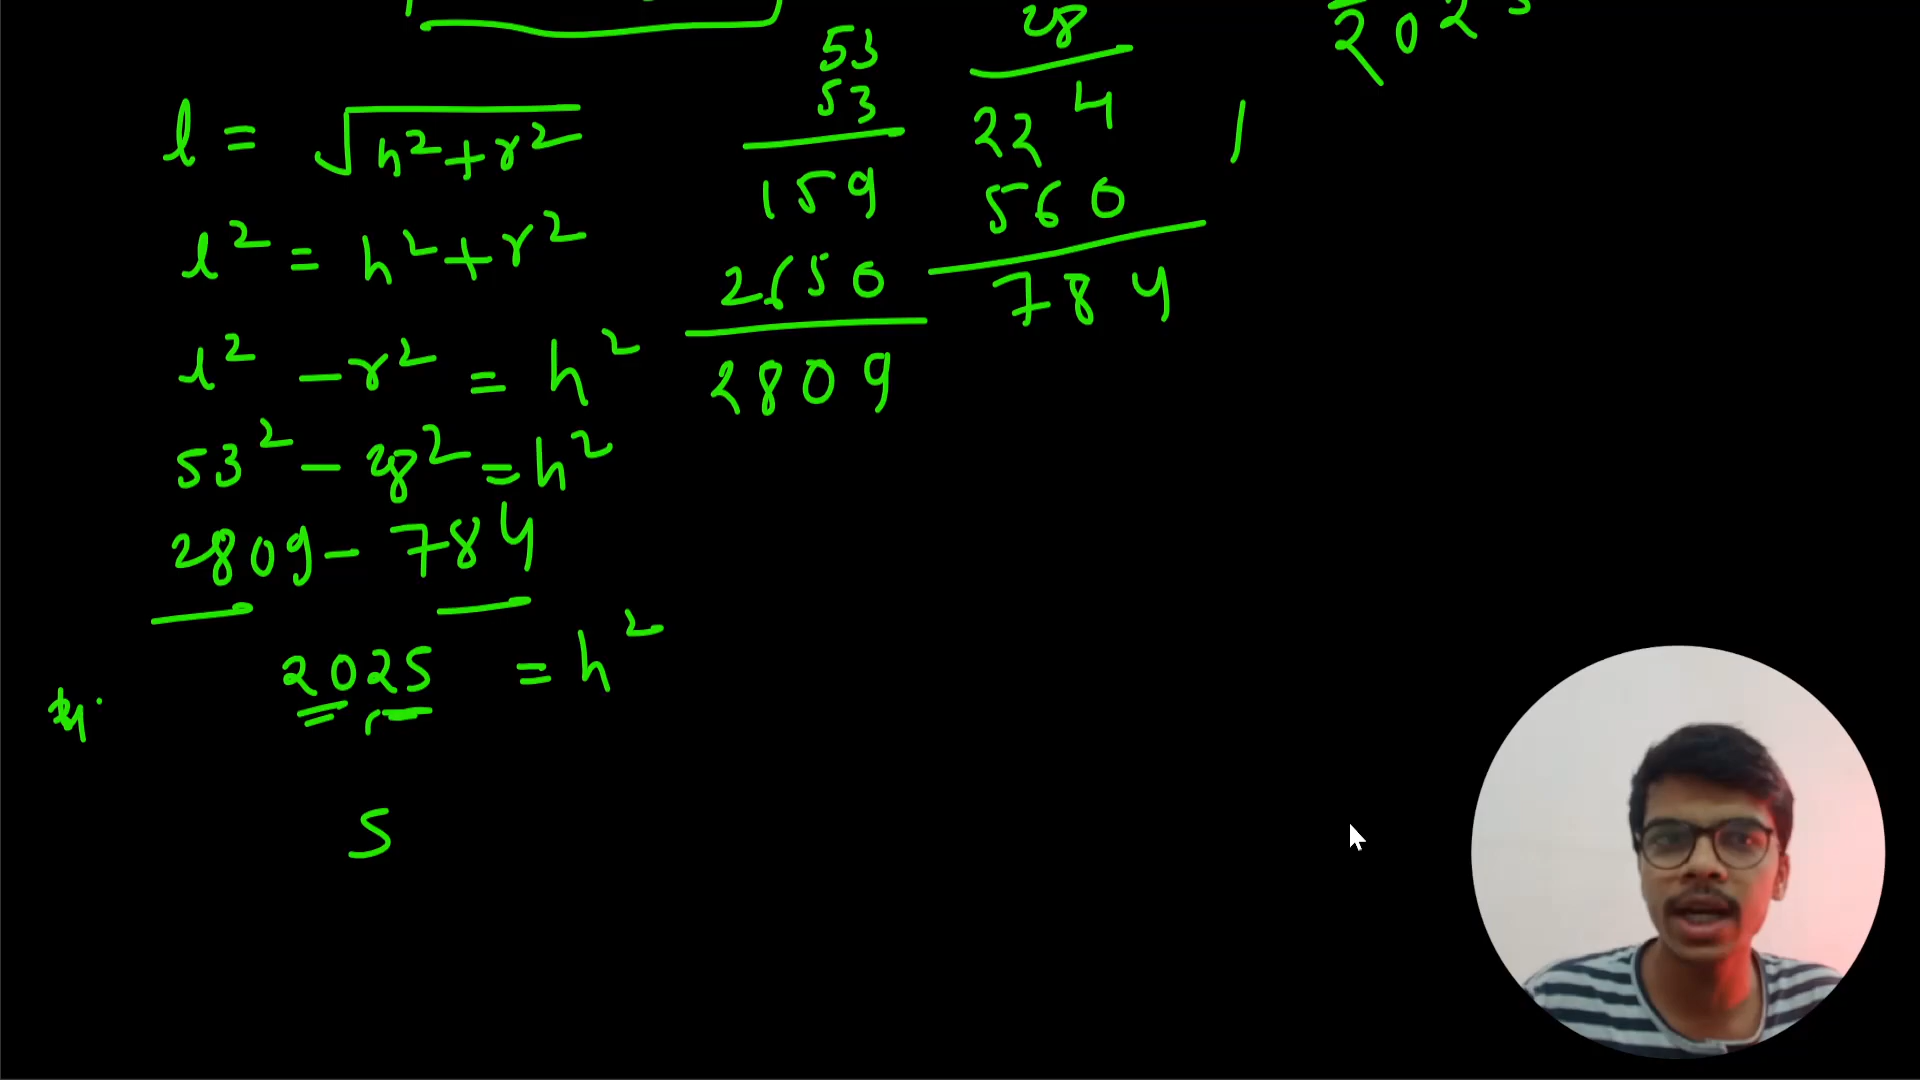 28
2025
53
53
159
2650
2809
224
560
784
l = √h²+r²
l² = h²+r²
l² - r² = h²
53² - 28² = h²
2809 - 784
2025 = h²
5